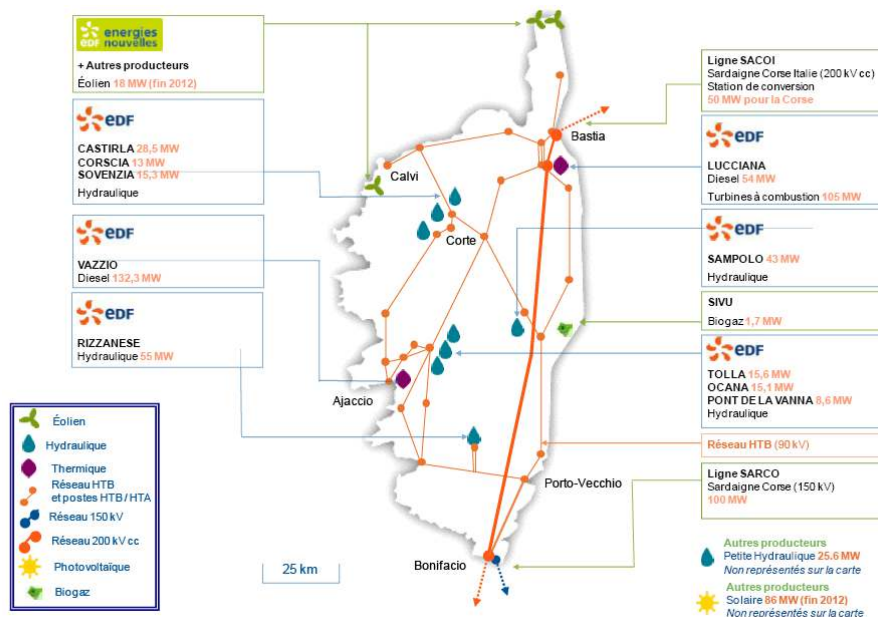 edf energies nouvelles
+ Autres producteurs
Éolien 18 MW (fin 2012)
edf
CASTIRLA 28,5 MW
CORSCIA 13 MW
SOVENZIA 15,3 MW
Hydraulique
edf
VAZZIO
Diesel 132,3 MW
edf
RIZZANESE
Hydraulique 55 MW
Éolien
Hydraulique
Thermique
Réseau HTB
et postes HTB / HTA
Réseau 150 kV
Réseau 200 kV cc
Photovoltaïque
Biogaz
25 km
Bastia
Calvi
Corte
Ajaccio
Porto-Vecchio
Bonifacio
Ligne SACOI
Sardaigne Corse Italie (200 kV cc)
Station de conversion
50 MW pour la Corse
edf
LUCCIANA
Diesel 54 MW
Turbines à combustion 105 MW
edf
SAMPOLO 43 MW
Hydraulique
SIVU
Biogaz 1,7 MW
edf
TOLLA 15,6 MW
OCANA 15,1 MW
PONT DE LA VANNA 8,6 MW
Hydraulique
Réseau HTB (90 kV)
Ligne SARCO
Sardaigne Corse (150 kV)
100 MW
Autres producteurs
Petite Hydraulique 25.6 MW
Non représentés sur la carte
Autres producteurs
Solaire 86 MW (fin 2012)
Non représentés sur la carte